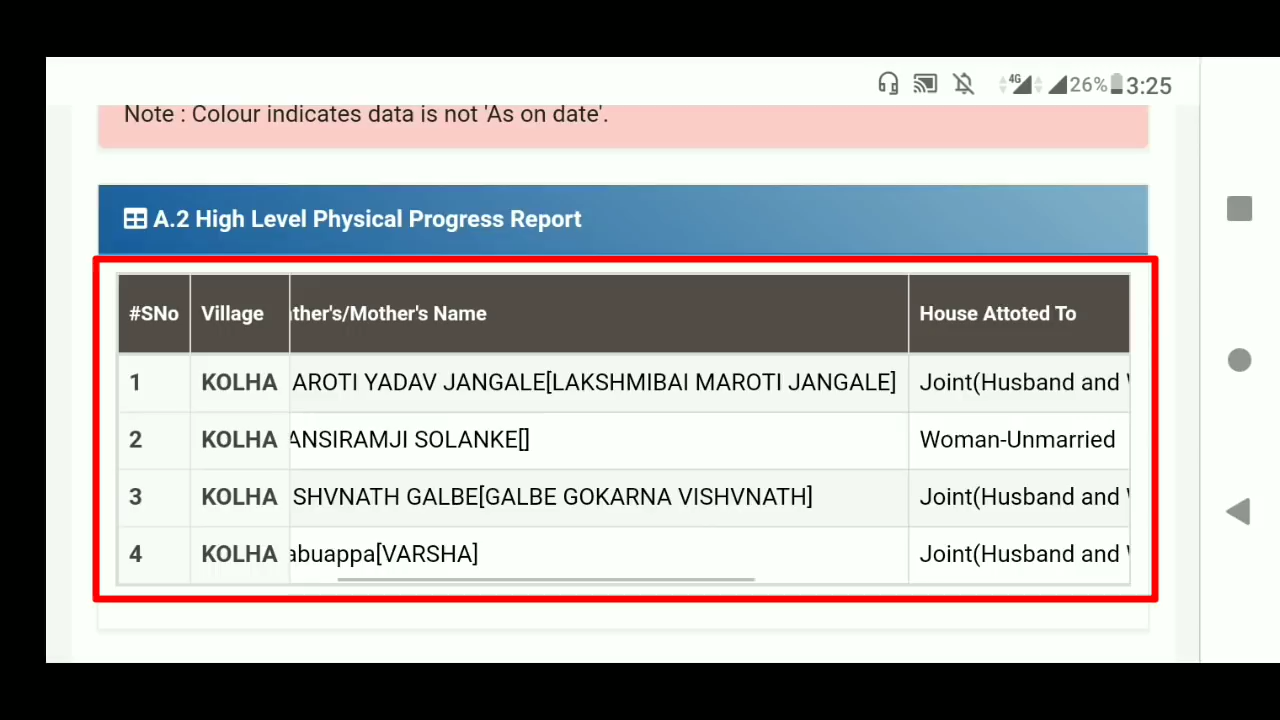 4G 26% 3:25
Note : Colour indicates data is not 'As on date'.
A.2 High Level Physical Progress Report
#SNo Village ther's/Mother's Name House Attoted To
1 KOLHA AROTI YADAV JANGALE[LAKSHMIBAI MAROTI JANGALE] Joint(Husband and
2 KOLHA ANSIRAMJI SOLANKE[] Woman-Unmarried
3 KOLHA SHVNATH GALBE[GALBE GOKARNA VISHVNATH] Joint(Husband and
4 KOLHA abuappa[VARSHA] Joint(Husband and